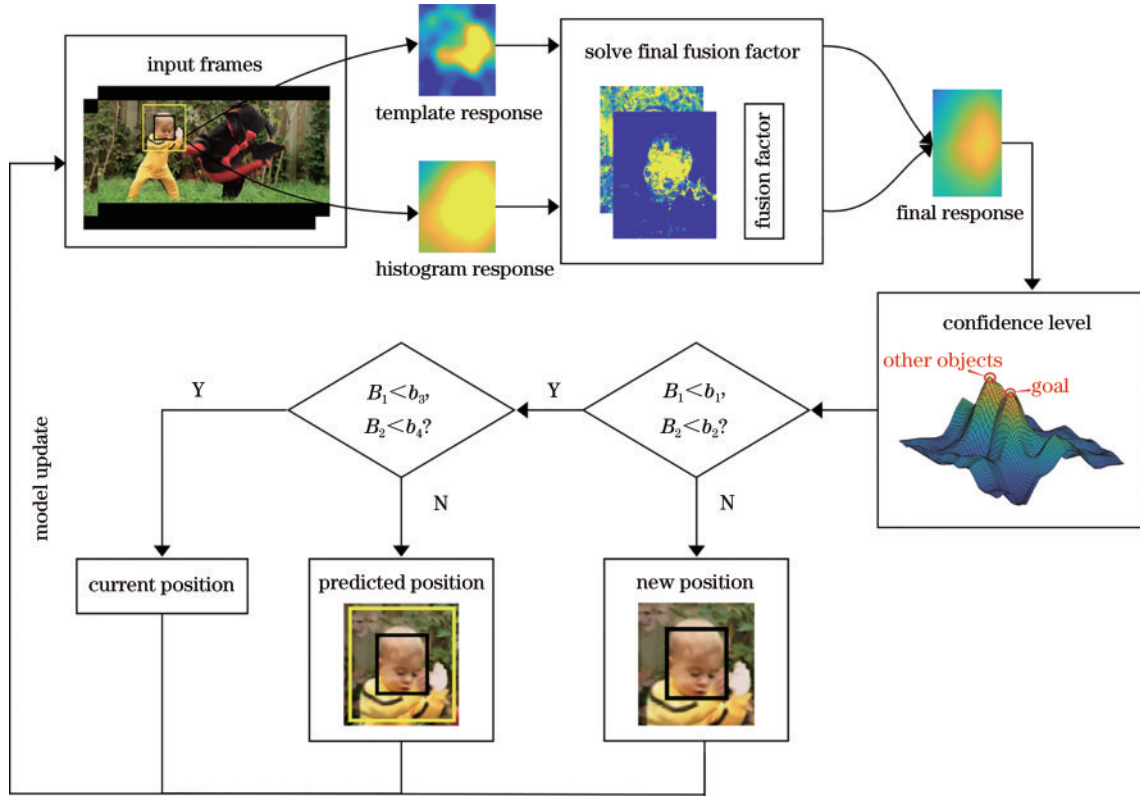 input frames
template response
histogram response
solve final fusion factor
fusion factor
final response
confidence level
other objects
goal
B₁<b₁,
B₂<b₂?
Y
N
B₁<b₃,
B₂<b₄?
Y
N
current position
predicted position
new position
model update